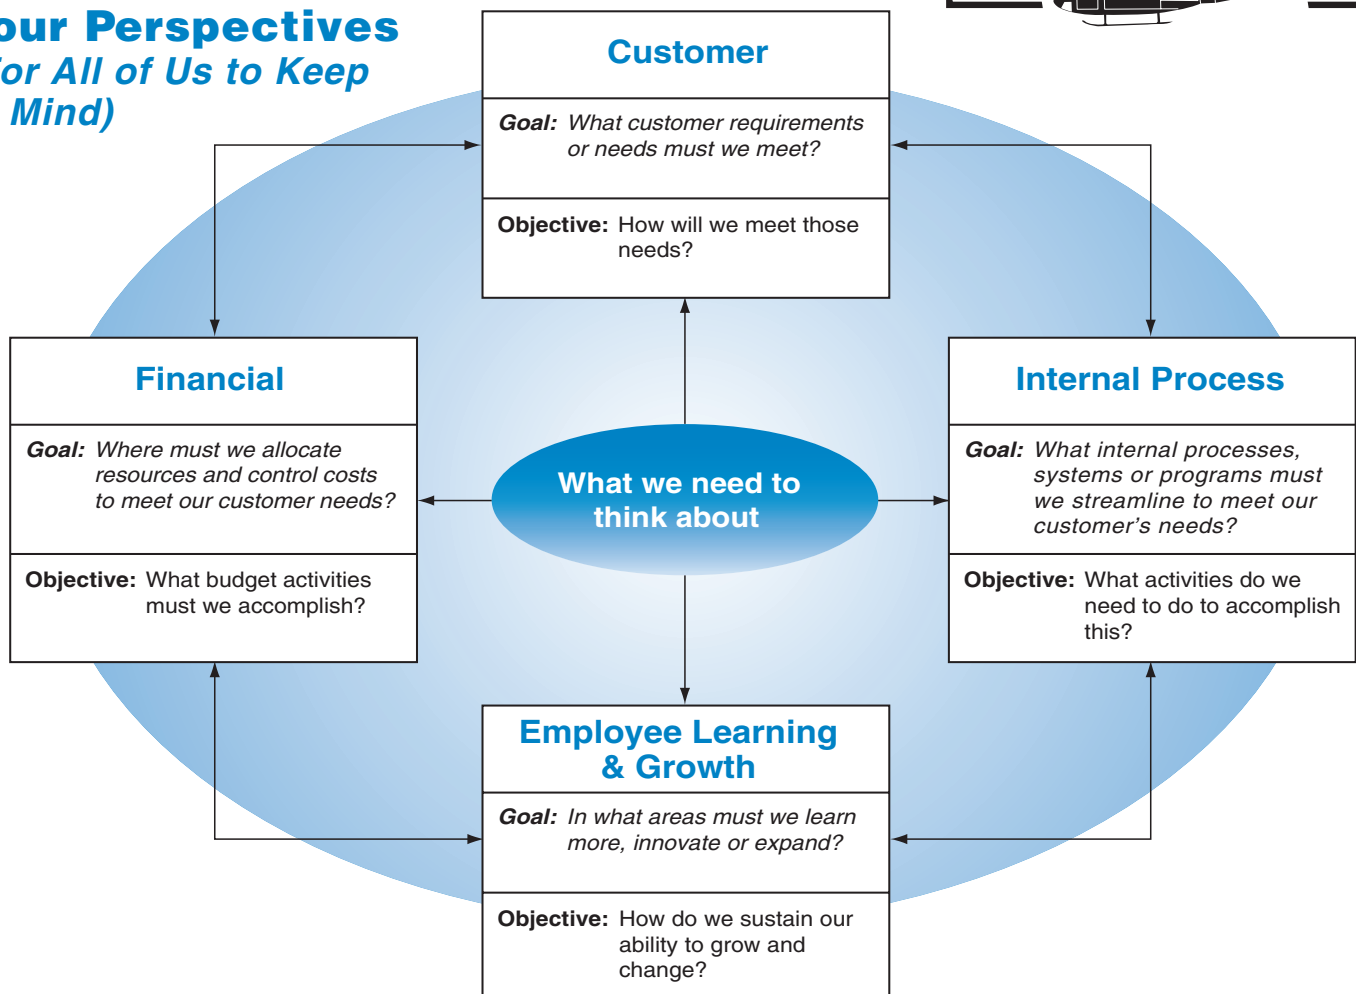 our Perspectives
or All of Us to Keep
Mind)
Customer
Goal: What customer requirements
or needs must we meet?
Objective: How will we meet those
needs?
Financial
Goal: Where must we allocate
resources and control costs
to meet our customer needs?
Objective: What budget activities
must we accomplish?
What we need to
think about
Internal Process
Goal: What internal processes,
systems or programs must
we streamline to meet our
customer's needs?
Objective: What activities do we
need to do to accomplish
this?
Employee Learning
& Growth
Goal: In what areas must we learn
more, innovate or expand?
Objective: How do we sustain our
ability to grow and
change?